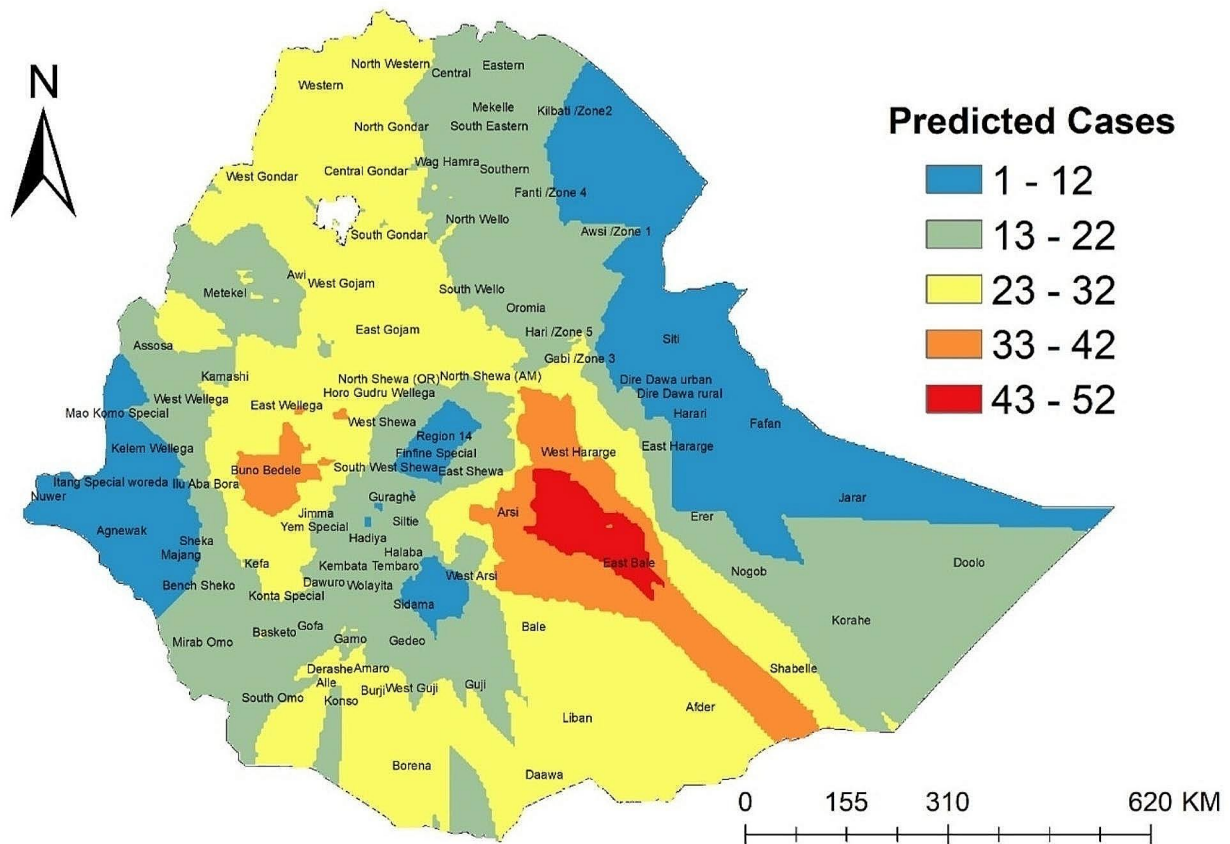 N
Predicted Cases
1 - 12
13 - 22
23 - 32
33 - 42
43 - 52
North Western
Central
Eastern
Western
Mekelle
Kilbati /Zone2
North Gondar
South Eastern
Wag Hamra
Southern
West Gondar
Central Gondar
Fanti /Zone 4
North Wello
Awsi /Zone 1
South Gondar
Awi
West Gojam
Metekel
South Wello
Oromia
East Gojam
Hari /Zone 5
Siti
Assosa
Gabi /Zone 3
Kamashi
North Shewa (OR)
North Shewa (AM)
Dire Dawa urban
Dire Dawa rural
West Wellega
East Wellega
Horo Gudru Wellega
Mao Komo Special
West Shewa
Harari
Fafan
Region 14
Kelem Wellega
Finfine Special
West Hararge
East Hararge
Buno Bedele
South West Shewa
East Shewa
Itang Special woreda
Ilu Aba Bora
Nuwer
Guraghe
Jarar
Agnewak
Jimma
Siltie
Arsi
Erer
Yem Special
Sheka
Hadiya
Majang
Halaba
Kefa
Kembata Tembaro
East Bale
Doolo
Bench Sheko
Dawuro
Wolayita
West Arsi
Nogob
Konta Special
Sidama
Korahe
Mirab Omo
Basketo
Gofa
Gamo
Gedeo
Bale
Derashe
Amaro
Shabelle
Alle
South Omo
Konso
Burji
West Guji
Guji
Afder
Liban
Borena
Daawa
0 155 310 620 KM